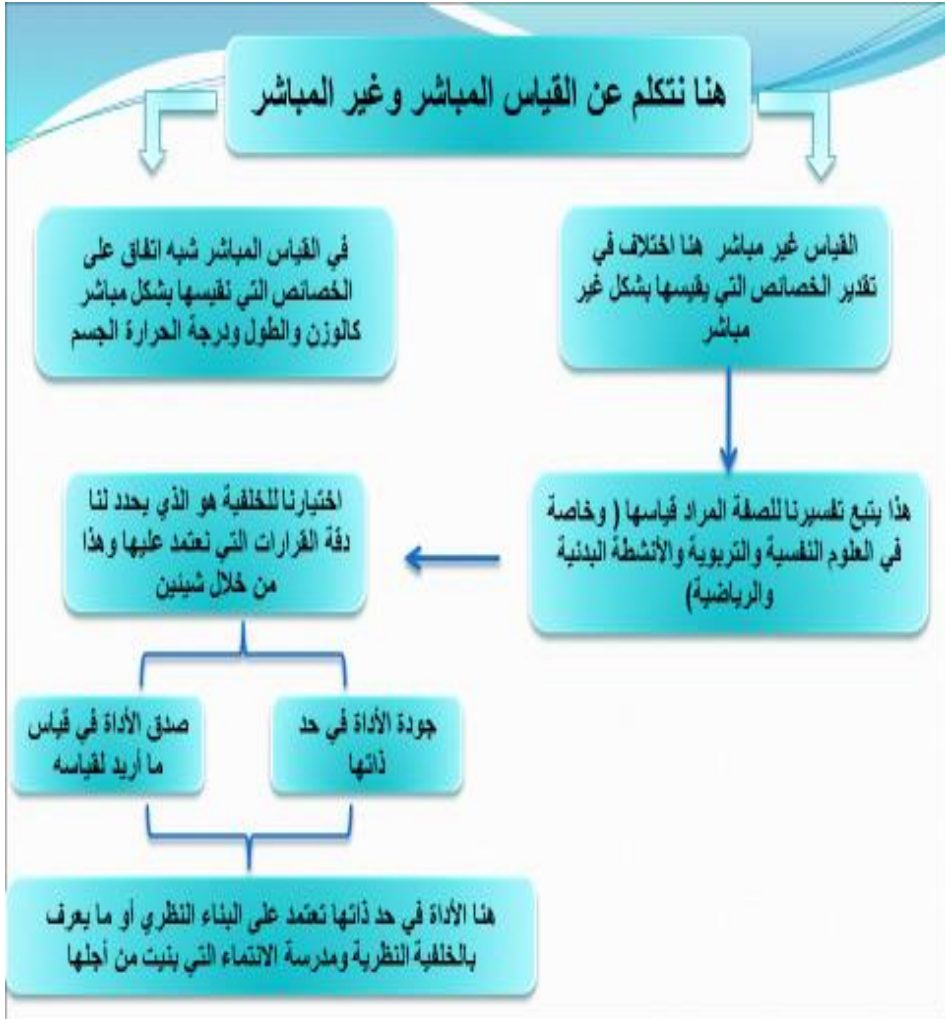 هنا نتكلم عن القياس المباشر وغير المباشر
القياس غير مباشر هنا اختلاف في
تقدير الخصائص التي يقيسها بشكل غير
مباشر
في القياس المباشر شبه اتفاق على
الخصائص التي نقيسها بشكل مباشر
كالوزن والطول ودرجة الحرارة الجسم
هذا يتبع تفسيرنا للصفة المراد قياسها ( وخاصة
في العلوم النفسية والتربوية والأنشطة البدنية
والرياضية)
اختيارنا للخلفية هو الذي يحدد لنا
دقة القرارات التي نعتمد عليها وهذا
من خلال شيئين
جودة الأداة في حد
ذاتها
صدق الأداة في قياس
ما أريد لقياسه
هنا الأداة في حد ذاتها تعتمد على البناء النظري أو ما يعرف
بالخلفية النظرية ومدرسة الانتماء التي بنيت من أجلها